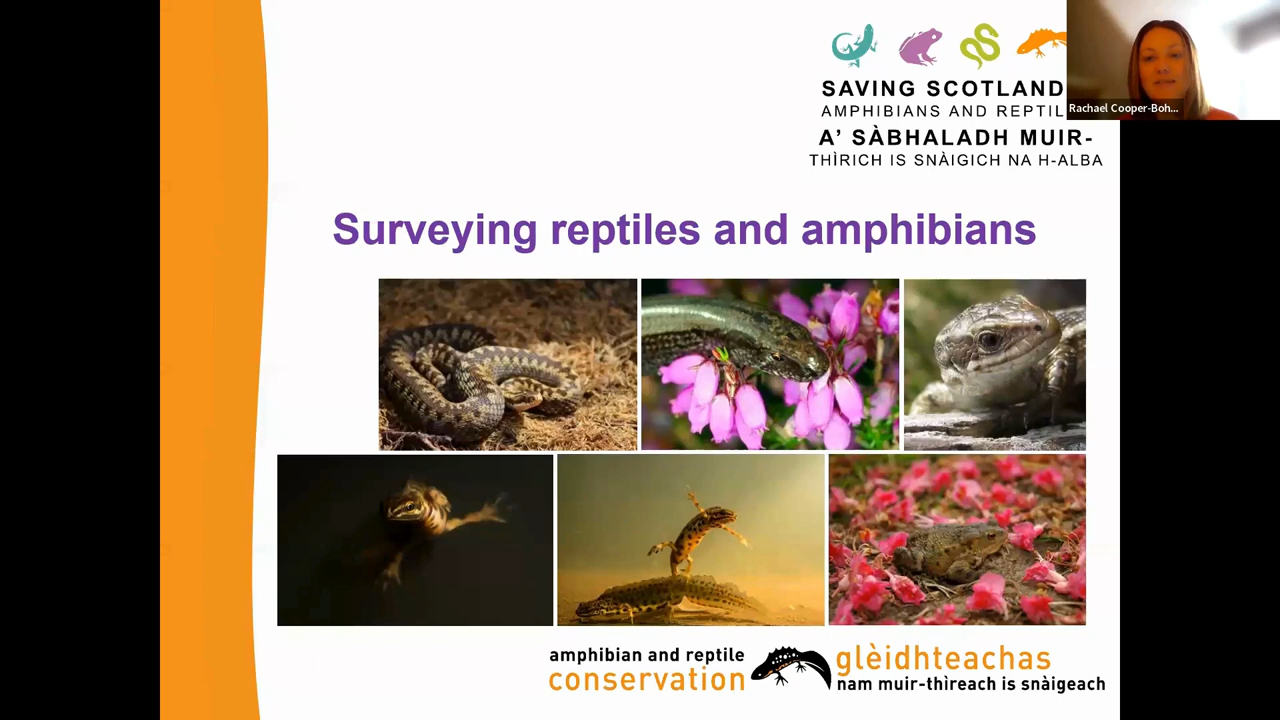 SAVING SCOTLAND
AMPHIBIANS AND REPTIL
A' SÀBHALADH MUIR-
THÌRICH IS SNÀIGICH NA H-ALBA
Rachael Cooper-Boh...
Surveying reptiles and amphibians
amphibian and reptile
conservation
glèidhteachas
nam muir-thìreach is snàigeach